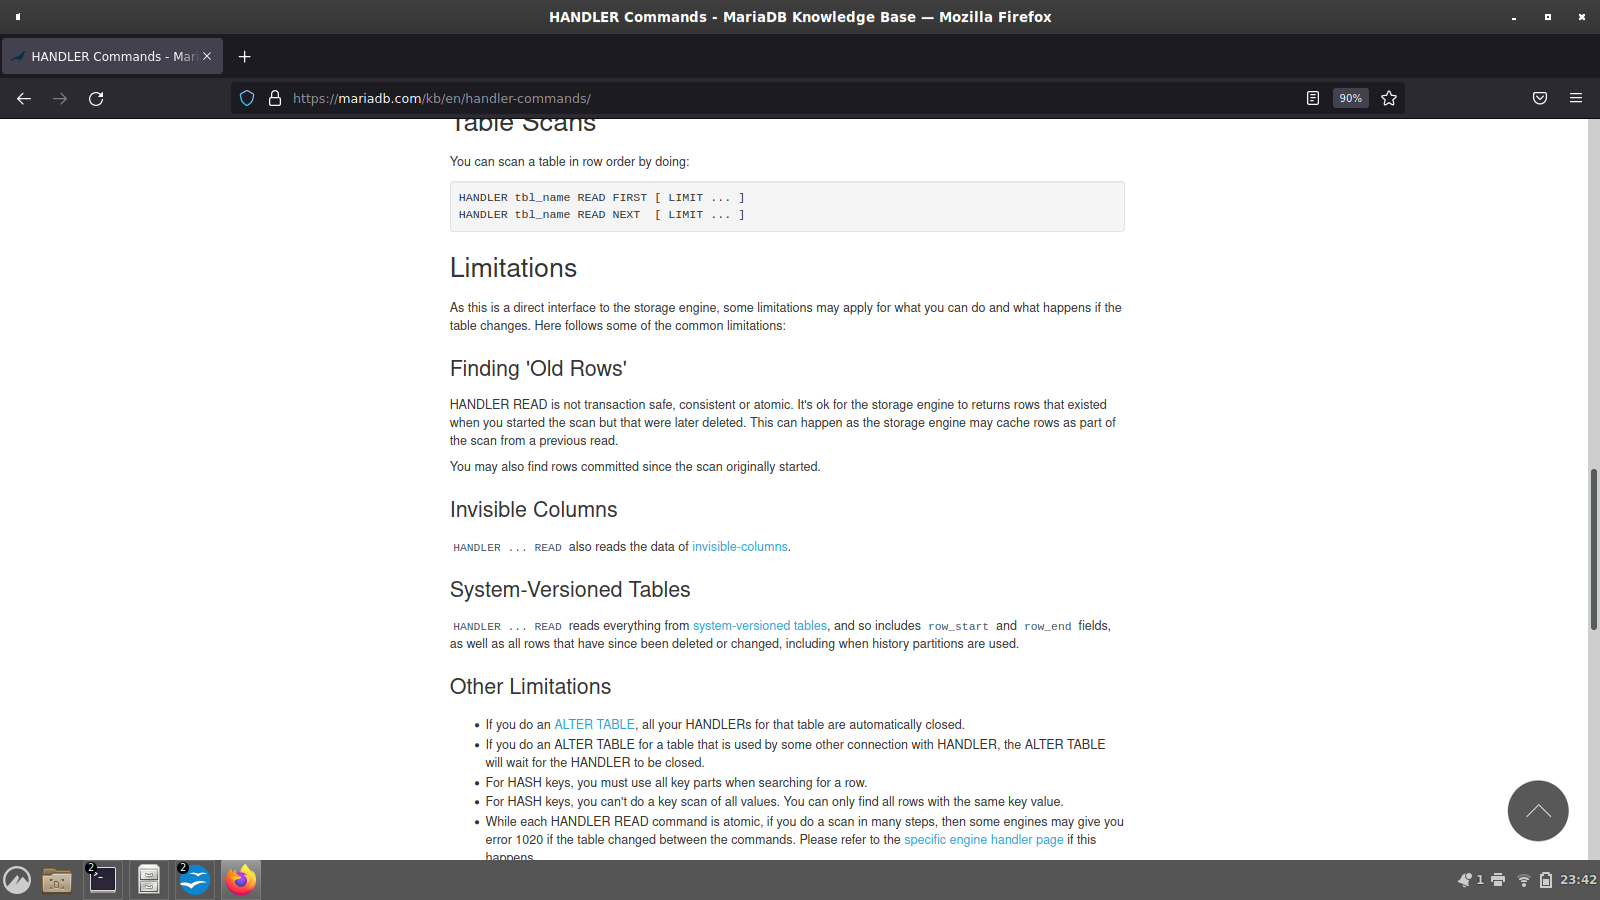 HANDLER Commands - MariaDB Knowledge Base — Mozilla Firefox
HANDLER Commands - Mari
https://mariadb.com/kb/en/handler-commands/
90%
Table Scans
You can scan a table in row order by doing:
HANDLER tbl_name READ FIRST [ LIMIT ... ]
HANDLER tbl_name READ NEXT  [ LIMIT ... ]
Limitations
As this is a direct interface to the storage engine, some limitations may apply for what you can do and what happens if the
table changes. Here follows some of the common limitations:
Finding 'Old Rows'
HANDLER READ is not transaction safe, consistent or atomic. It's ok for the storage engine to returns rows that existed
when you started the scan but that were later deleted. This can happen as the storage engine may cache rows as part of
the scan from a previous read.
You may also find rows committed since the scan originally started.
Invisible Columns
HANDLER ... READ also reads the data of invisible-columns.
System-Versioned Tables
HANDLER ... READ reads everything from system-versioned tables, and so includes row_start and row_end fields,
as well as all rows that have since been deleted or changed, including when history partitions are used.
Other Limitations
• If you do an ALTER TABLE, all your HANDLERs for that table are automatically closed.
• If you do an ALTER TABLE for a table that is used by some other connection with HANDLER, the ALTER TABLE
will wait for the HANDLER to be closed.
• For HASH keys, you must use all key parts when searching for a row.
• For HASH keys, you can't do a key scan of all values. You can only find all rows with the same key value.
• While each HANDLER READ command is atomic, if you do a scan in many steps, then some engines may give you
error 1020 if the table changed between the commands. Please refer to the specific engine handler page if this
happens
2
2
1
23:42